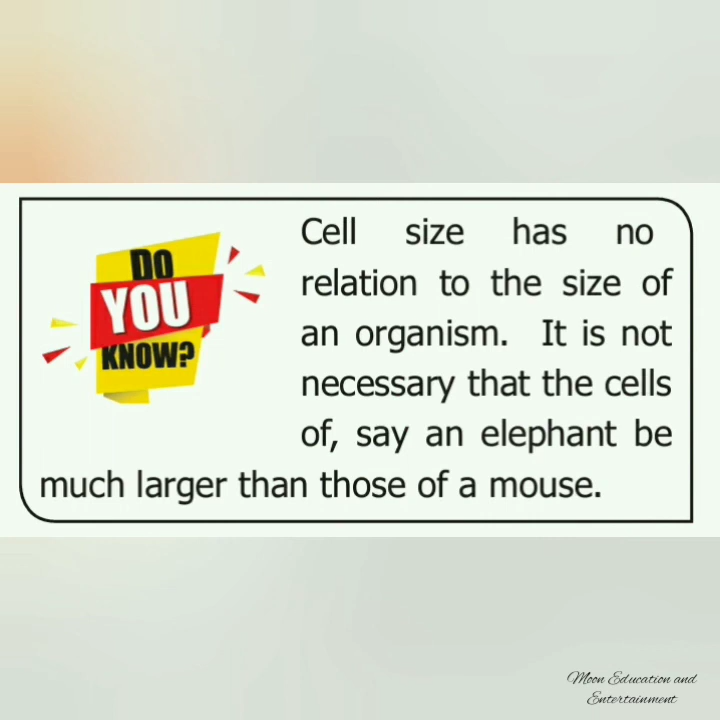 DO
YOU
KNOW?
Cell size has no
relation to the size of
an organism. It is not
necessary that the cells
of, say an elephant be
much larger than those of a mouse.
Moon Education and
Entertainment